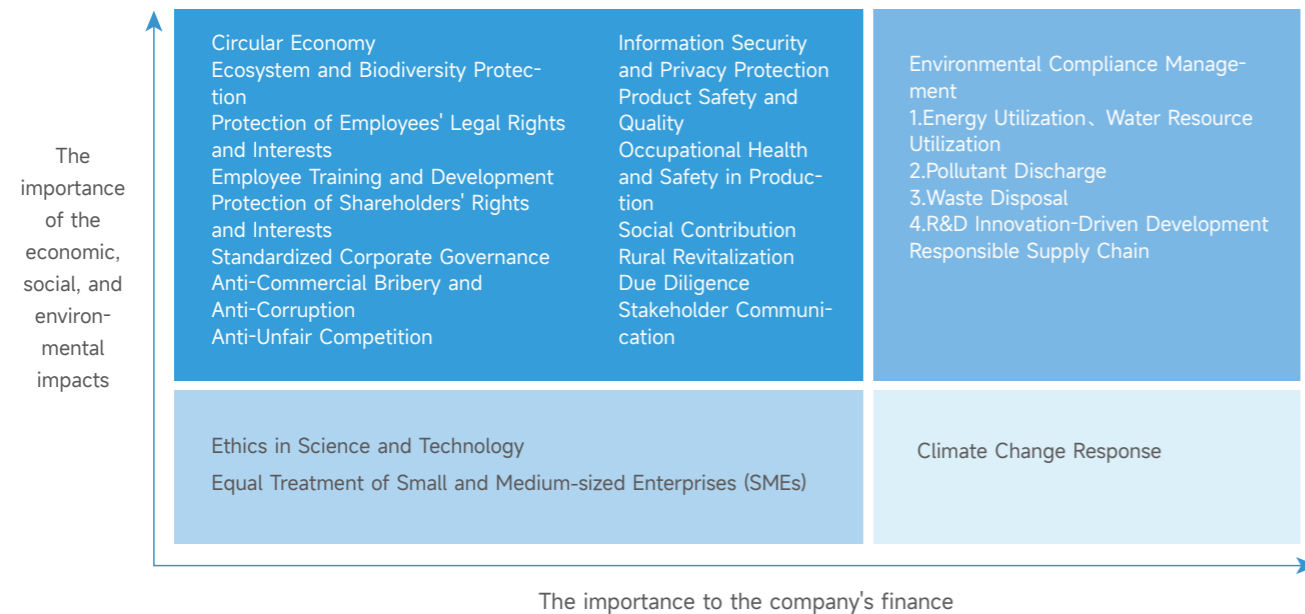 The
importance
of the
economic,
social, and
environ-
mental
impacts
Circular Economy
Ecosystem and Biodiversity Protec-
tion
Protection of Employees' Legal Rights
and Interests
Employee Training and Development
Protection of Shareholders' Rights
and Interests
Standardized Corporate Governance
Anti-Commercial Bribery and
Anti-Corruption
Anti-Unfair Competition
Information Security
and Privacy Protection
Product Safety and
Quality
Occupational Health
and Safety in Produc-
tion
Social Contribution
Rural Revitalization
Due Diligence
Stakeholder Communi-
cation
Environmental Compliance Manage-
ment
1.Energy Utilization、Water Resource
Utilization
2.Pollutant Discharge
3.Waste Disposal
4.R&D Innovation-Driven Development
Responsible Supply Chain
Ethics in Science and Technology
Equal Treatment of Small and Medium-sized Enterprises (SMEs)
Climate Change Response
The importance to the company's finance